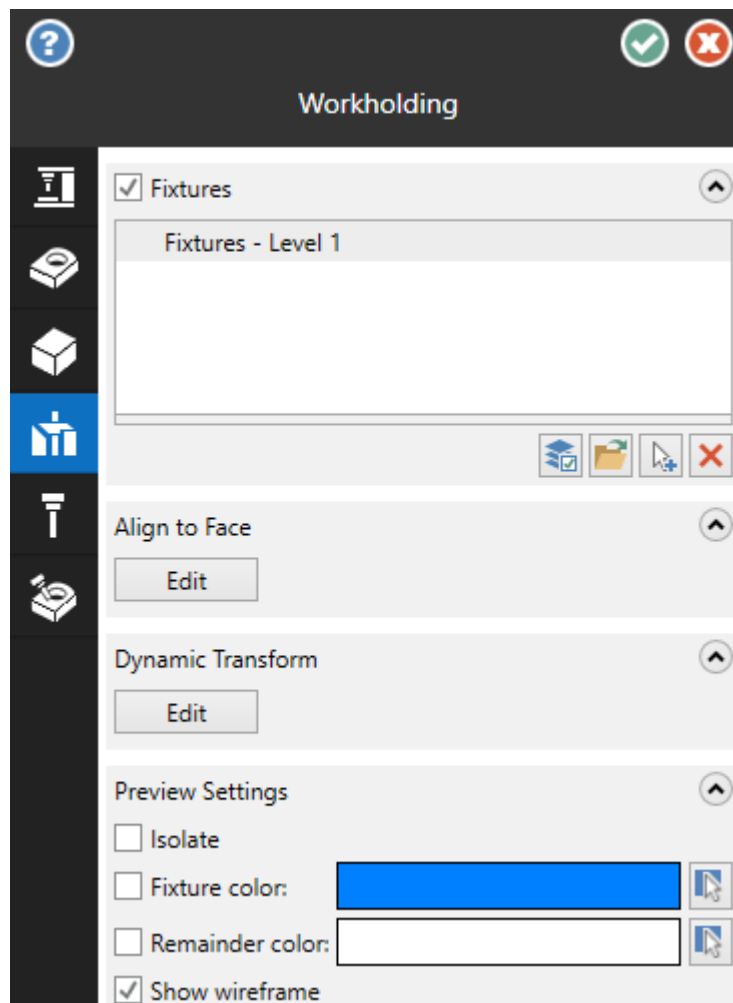 Workholding
Fixtures
Fixtures - Level 1
Align to Face
Edit
Dynamic Transform
Edit
Preview Settings
Isolate
Fixture color:
Remainder color:
Show wireframe